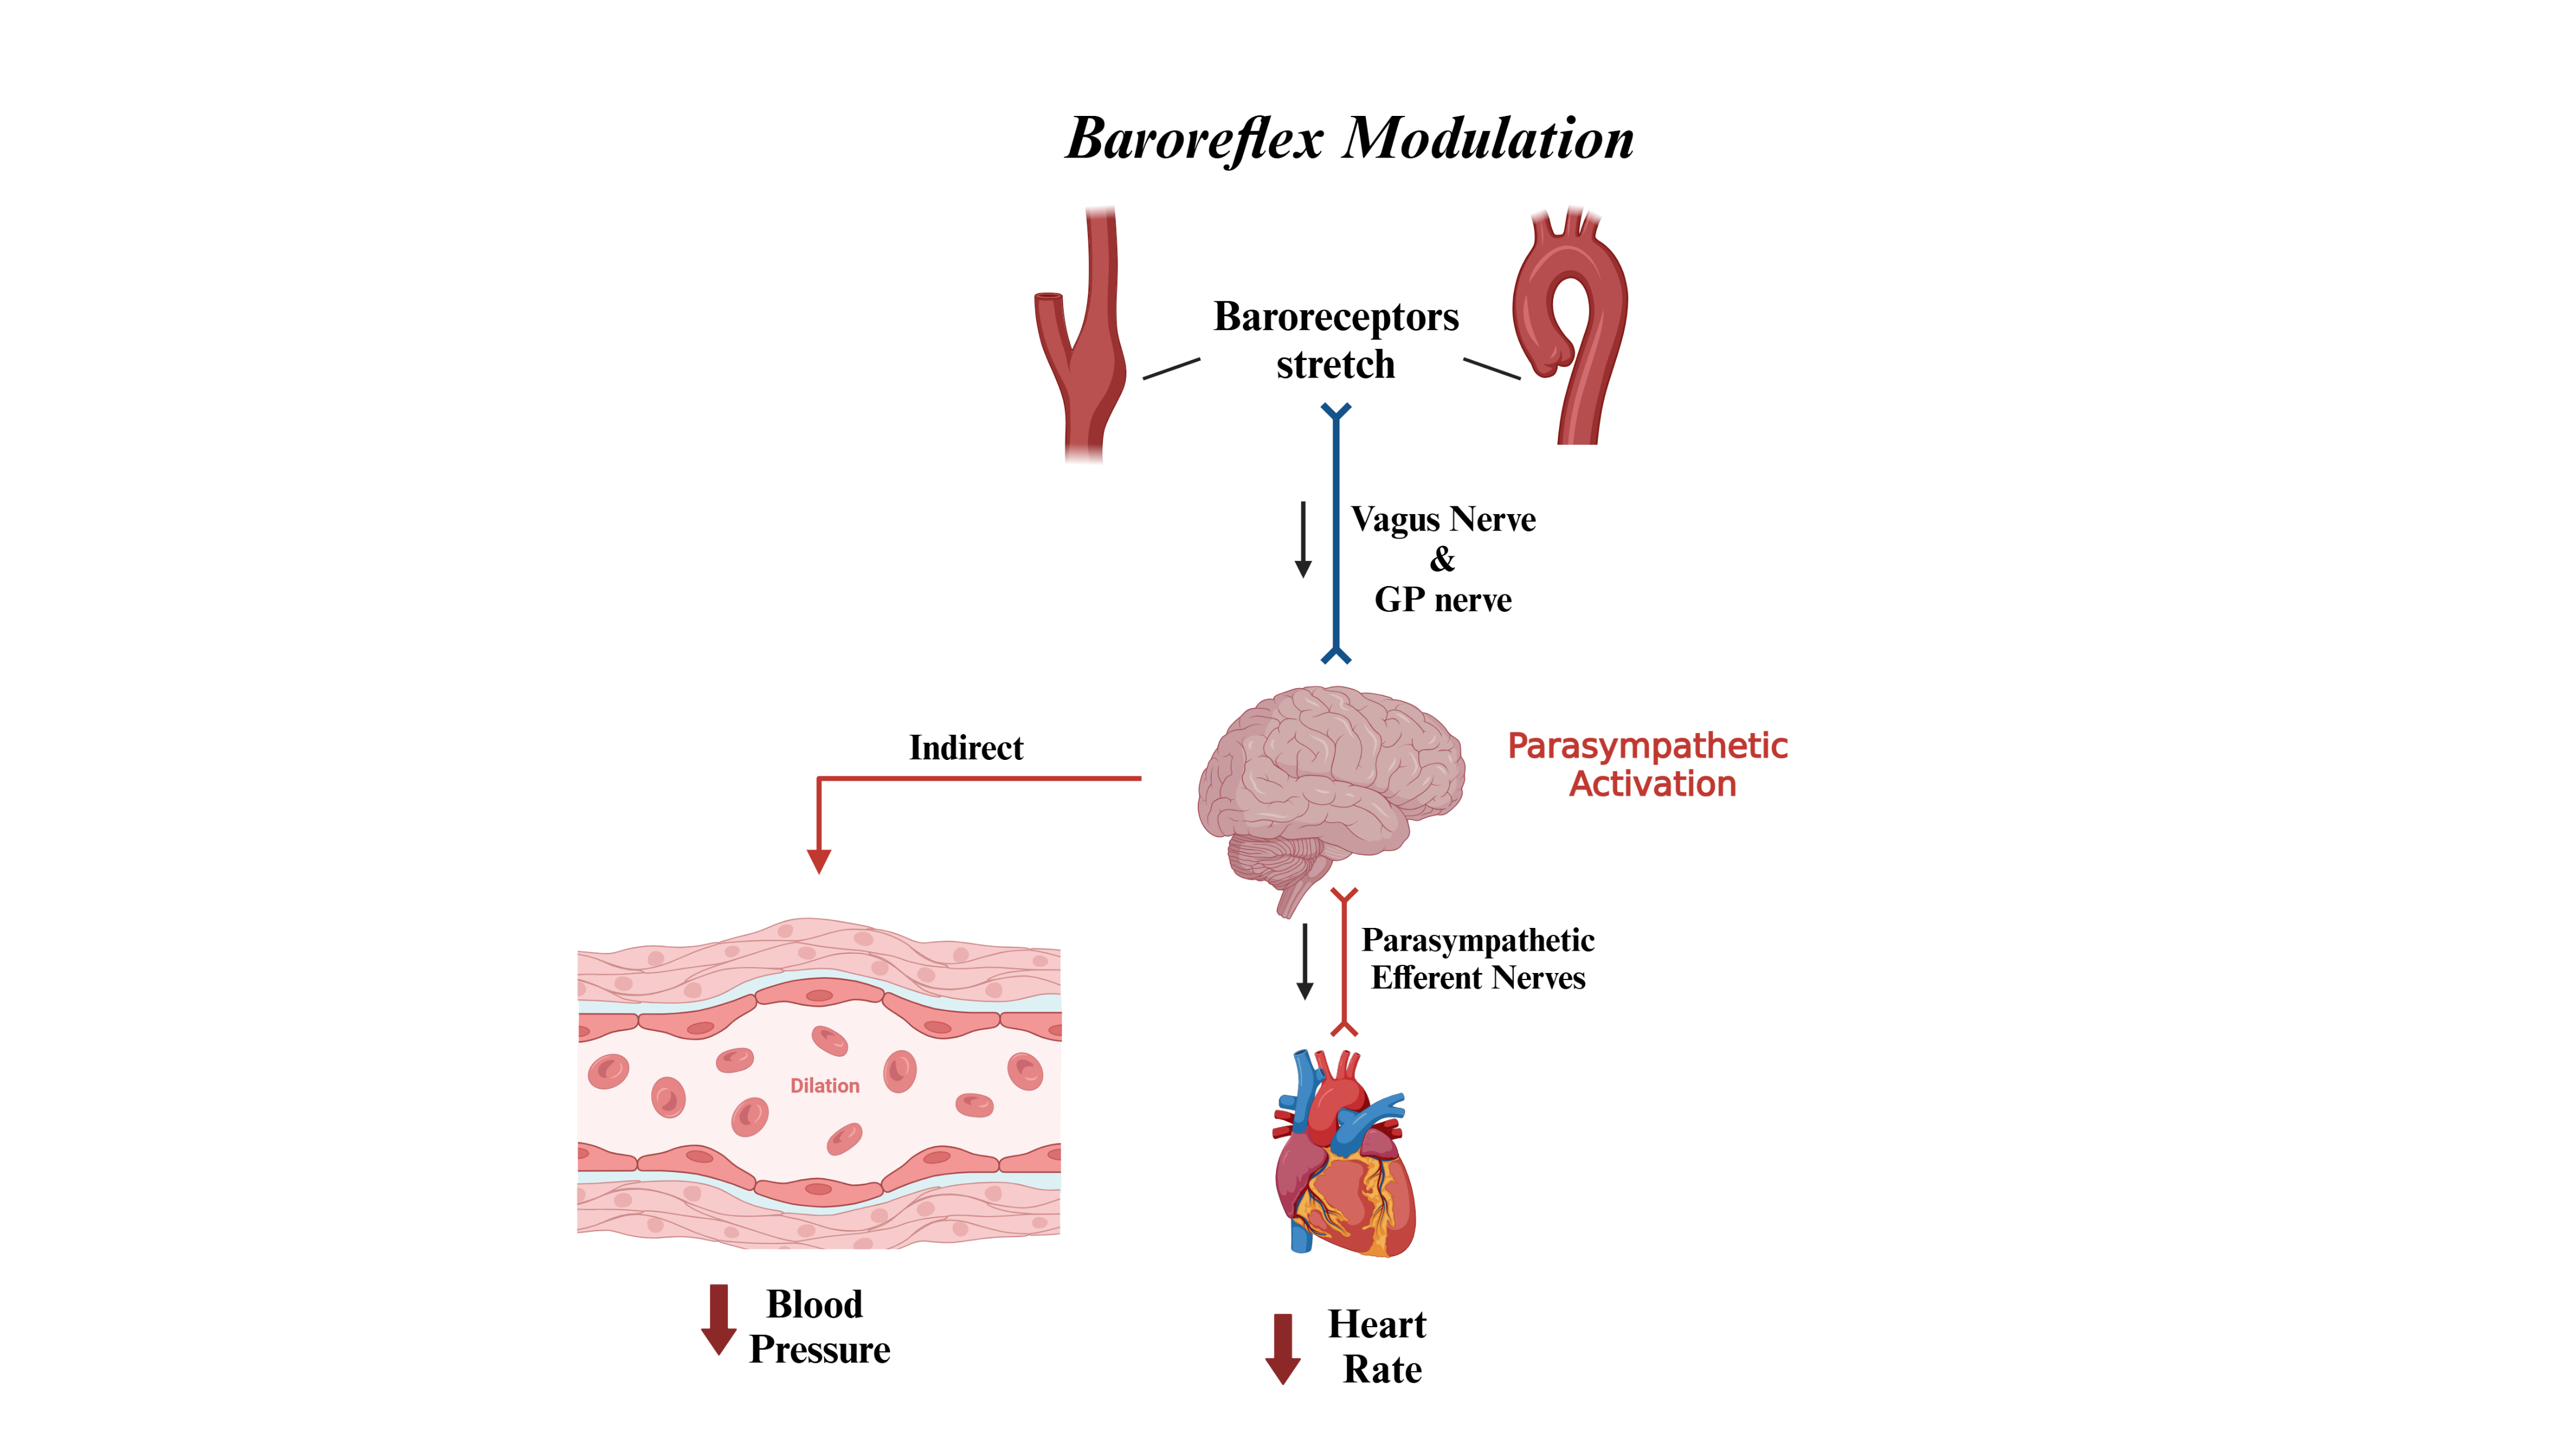 Baroreflex Modulation
Baroreceptors
stretch
Vagus Nerve
&
GP nerve
Indirect
Parasympathetic
Activation
Parasympathetic
Efferent Nerves
Dilation
Blood
Pressure
Heart
Rate